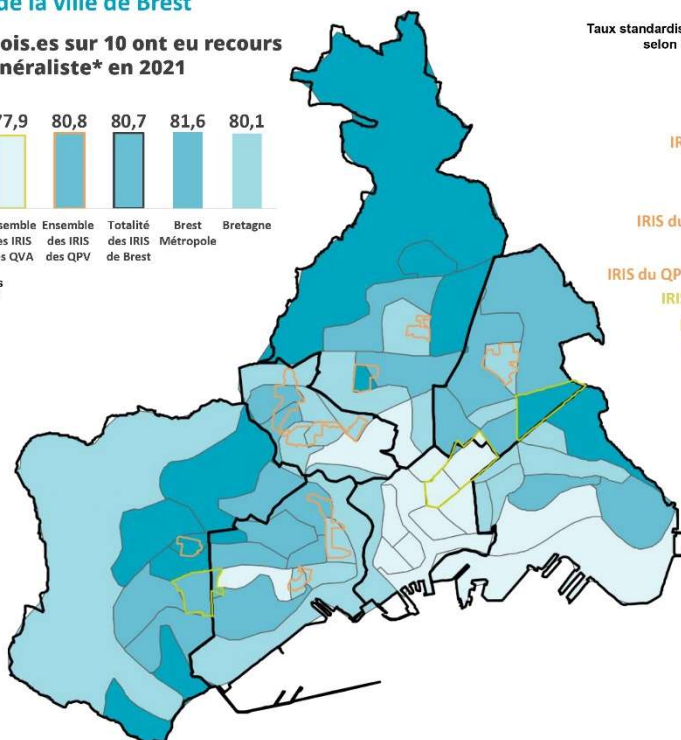 de la ville de Brest
ois.es sur 10 ont eu recours
néraliste* en 2021
77,9 80,8 80,7 81,6 80,1
semble Ensemble Totalité Brest Bretagne
es IRIS des IRIS des IRIS Métropole
s QVA des QPV de Brest
s
Taux standardis
selon
IR
IRIS du
IRIS du QP
IRI